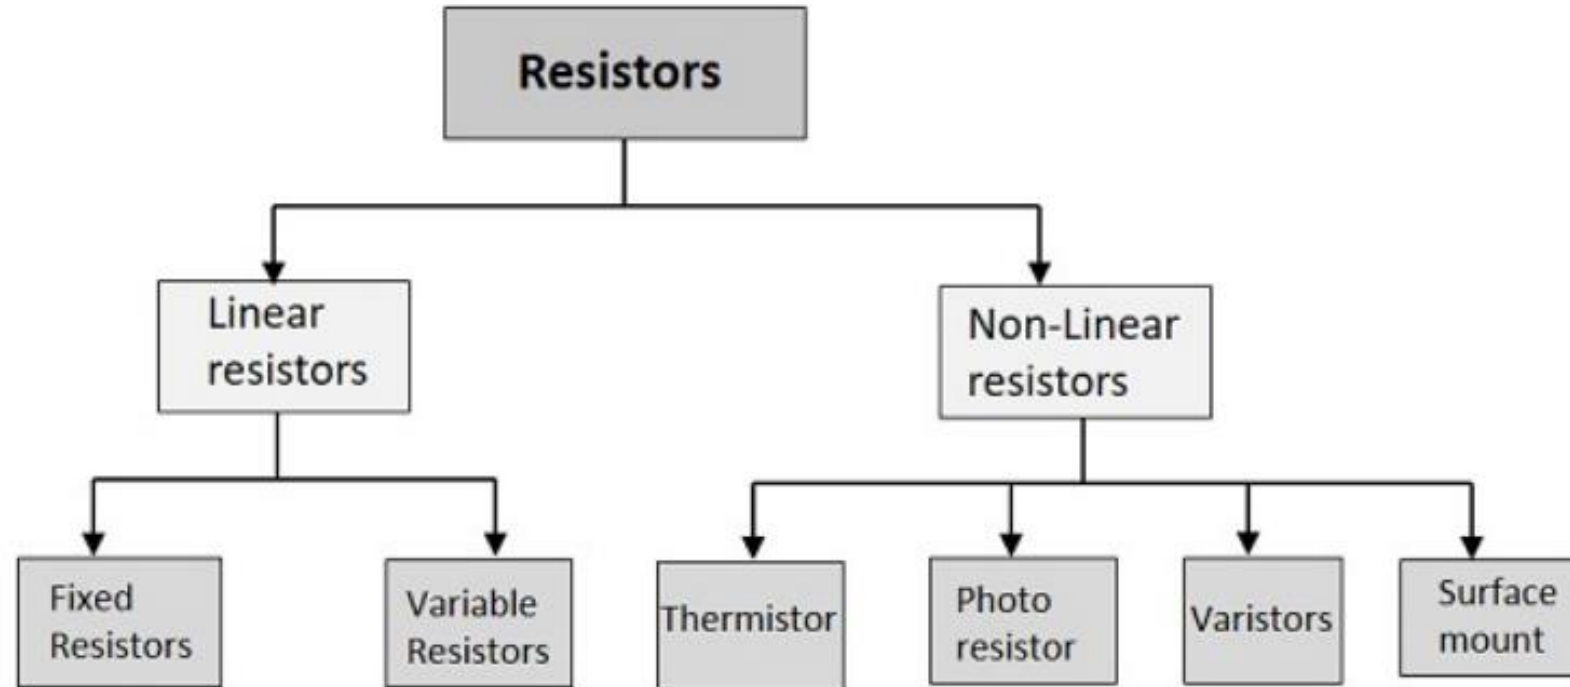 Resistors
Linear
resistors
Non-Linear
resistors
Fixed
Resistors
Variable
Resistors
Thermistor
Photo
resistor
Varistors
Surface
mount